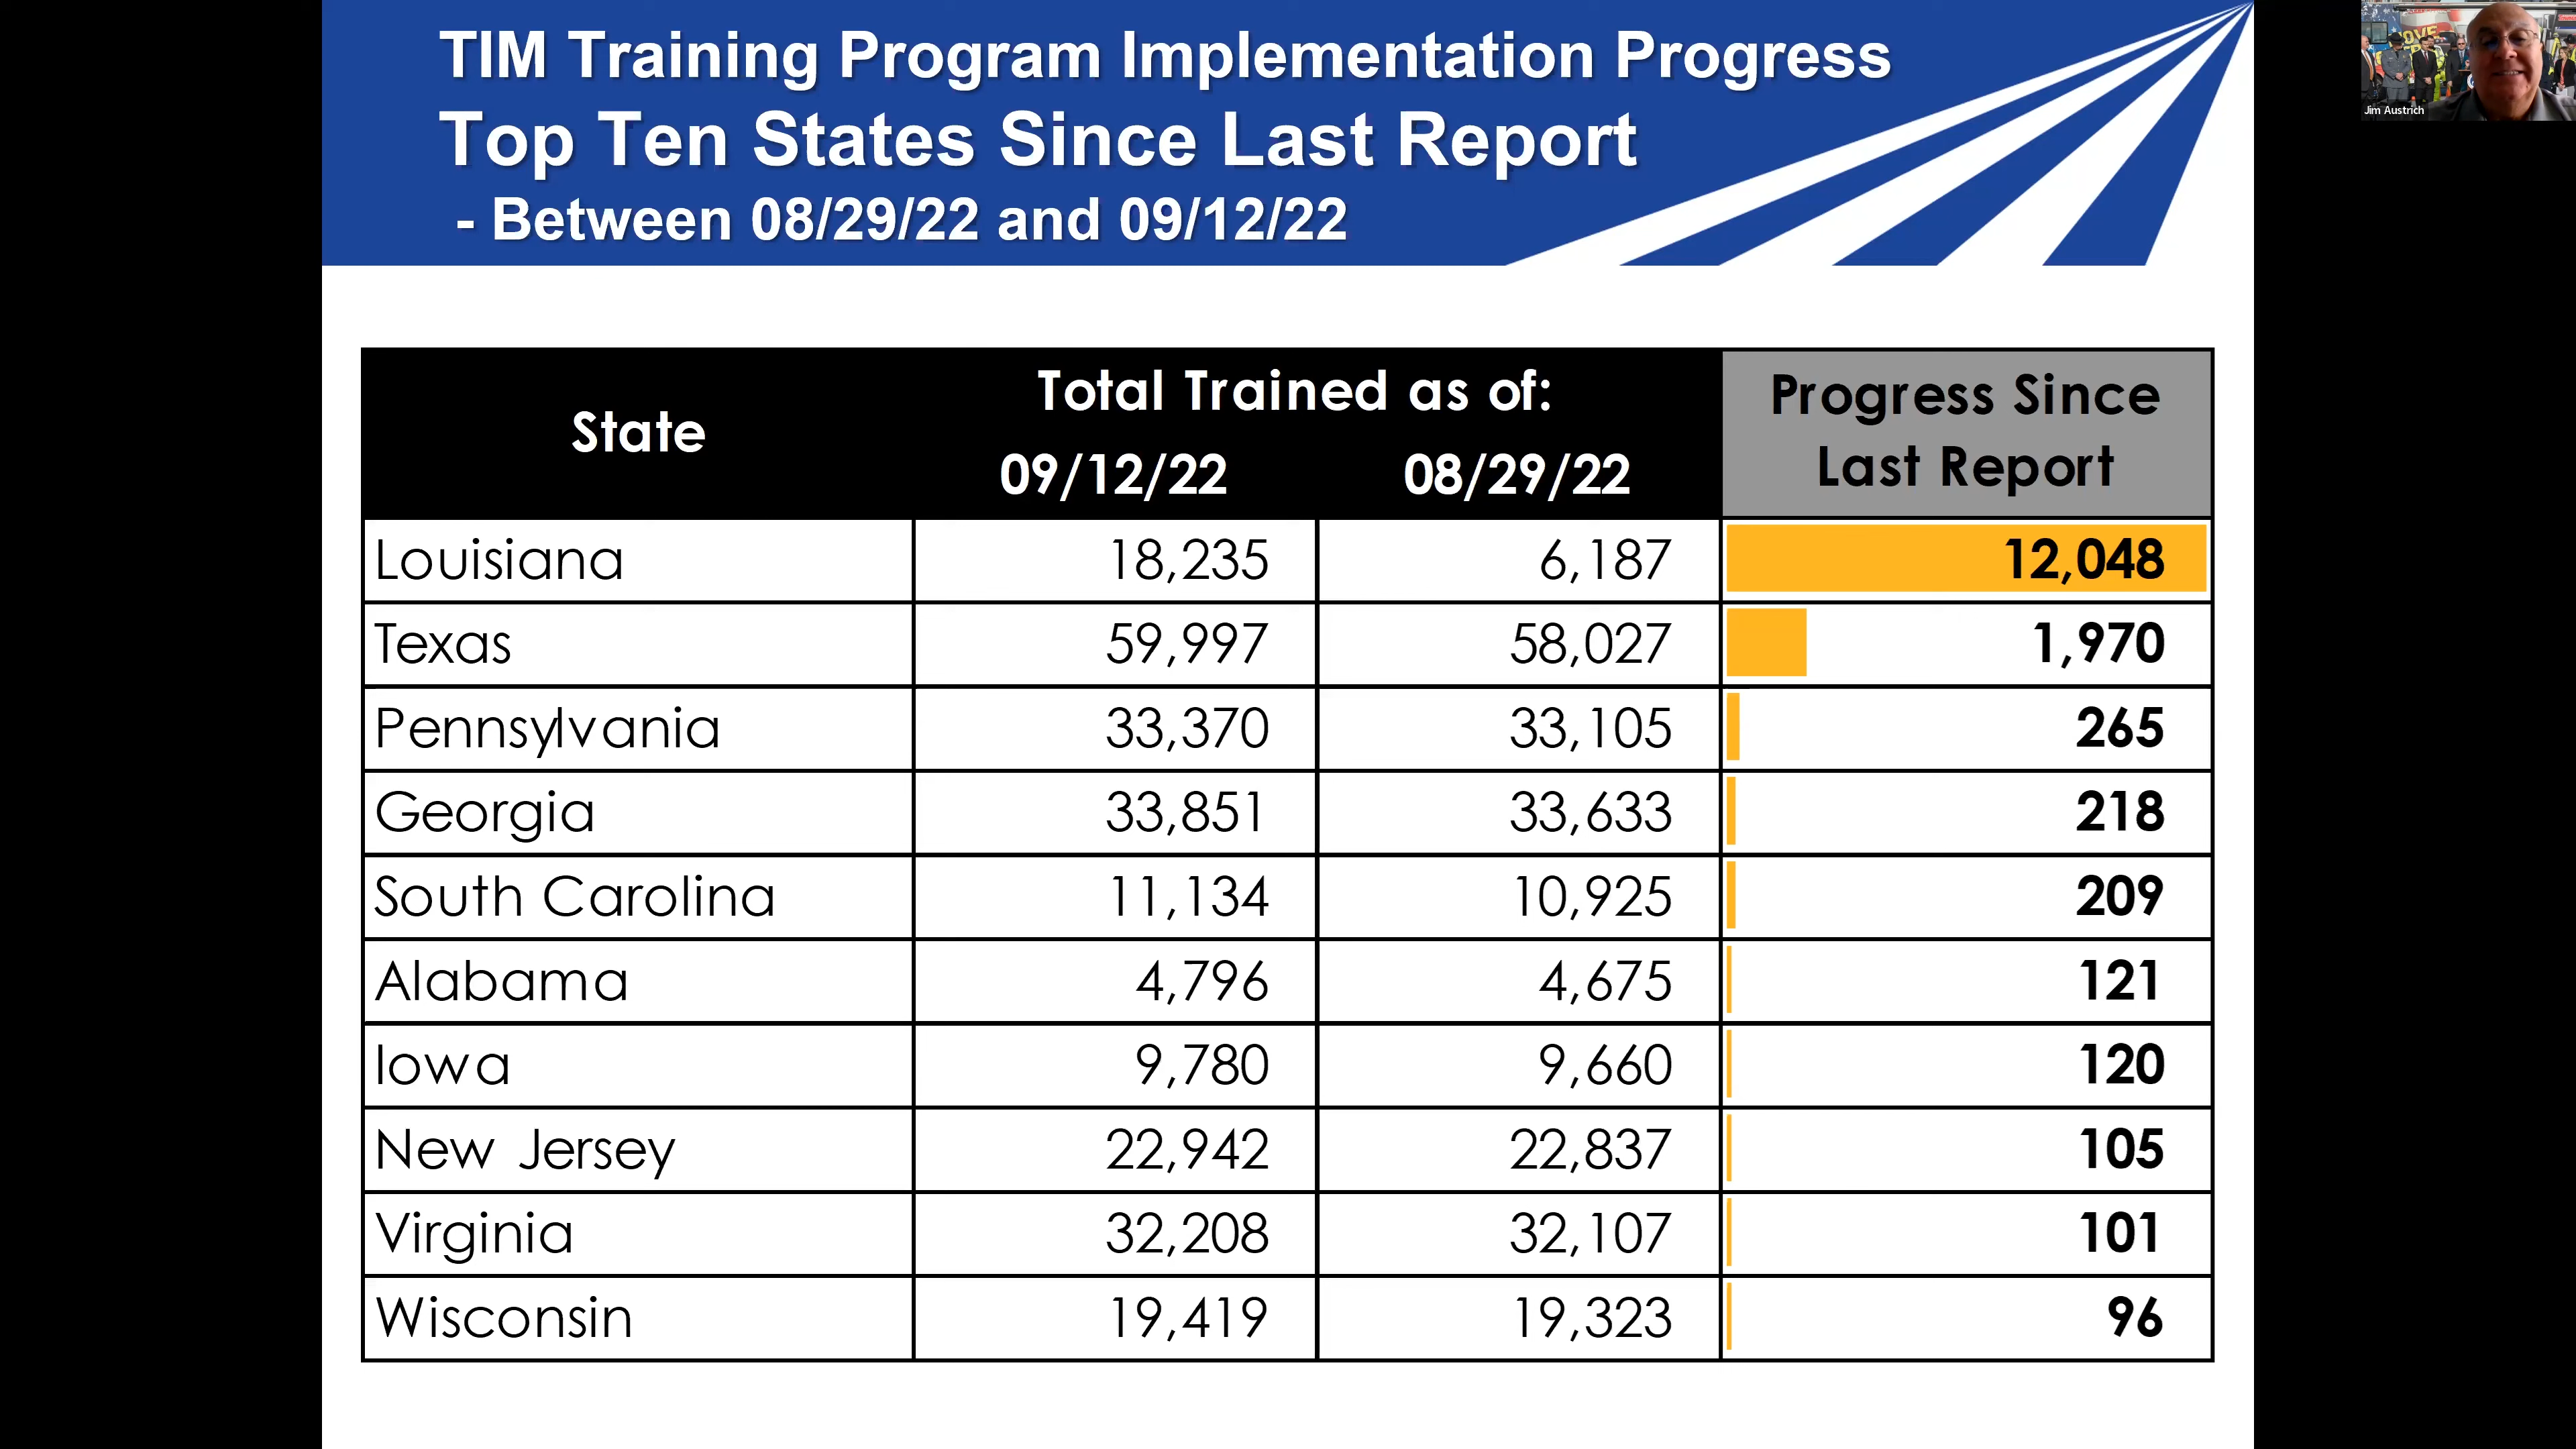 TIM Training Program Implementation Progress
Top Ten States Since Last Report
- Between 08/29/22 and 09/12/22
Jim Austrich
State
Total Trained as of:
09/12/22 08/29/22
Progress Since
Last Report
Louisiana 18,235 6,187 12,048
Texas 59,997 58,027 1,970
Pennsylvania 33,370 33,105 265
Georgia 33,851 33,633 218
South Carolina 11,134 10,925 209
Alabama 4,796 4,675 121
Iowa 9,780 9,660 120
New Jersey 22,942 22,837 105
Virginia 32,208 32,107 101
Wisconsin 19,419 19,323 96